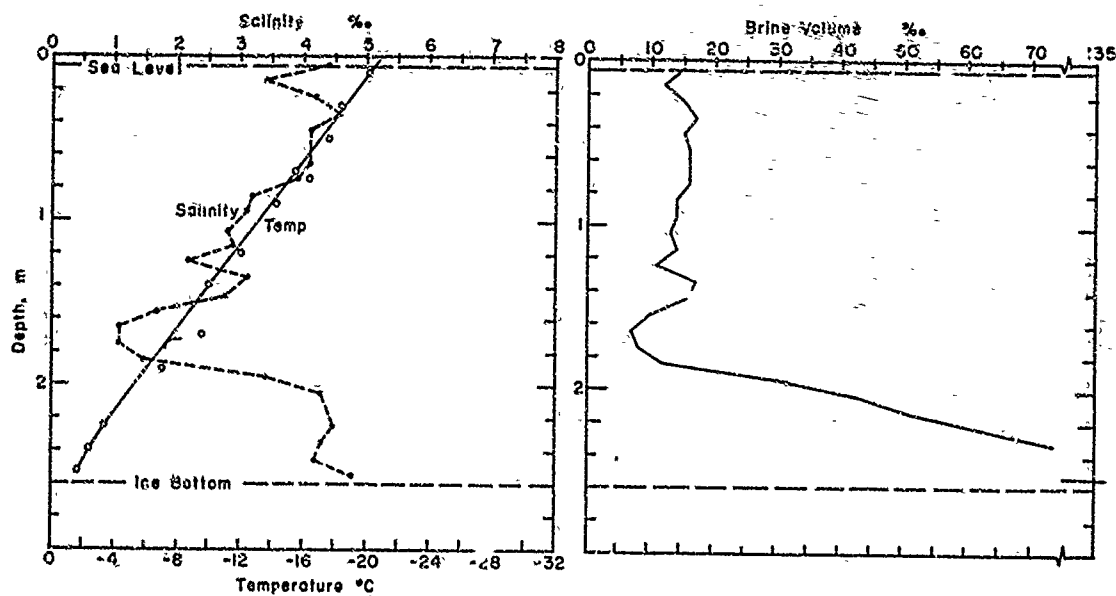 Salinity ‰
0 1 2 3 4 5 6 7 8
Sea Level
Salinity
Temp
Depth, m
1
2
Ice Bottom
0 -4 -8 -12 -16 -20 -24 -28 -32
Temperature °C
Brine Volume ‰
0 10 20 30 40 50 60 70 135
0
1
2